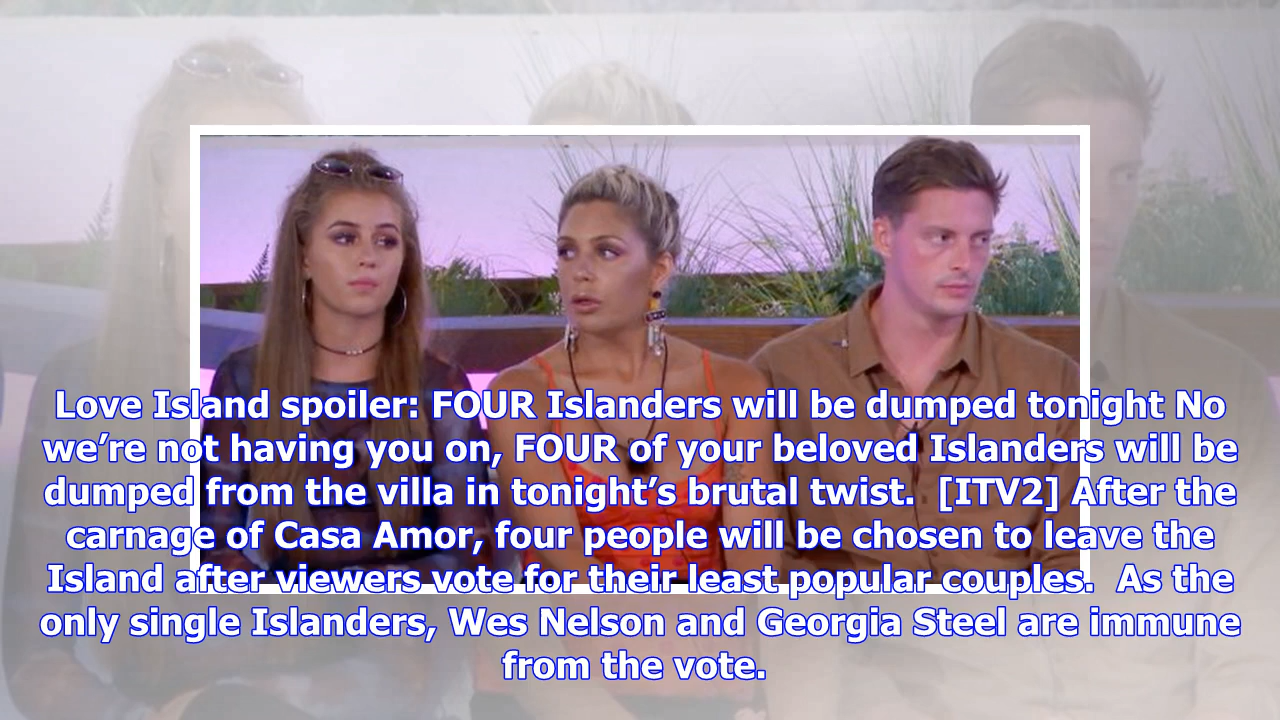 Love Island spoiler: FOUR Islanders will be dumped tonight No
we’re not having you on, FOUR of your beloved Islanders will be
dumped from the villa in tonight’s brutal twist.  [ITV2] After the
carnage of Casa Amor, four people will be chosen to leave the
Island after viewers vote for their least popular couples.  As the
only single Islanders, Wes Nelson and Georgia Steel are immune
from the vote.